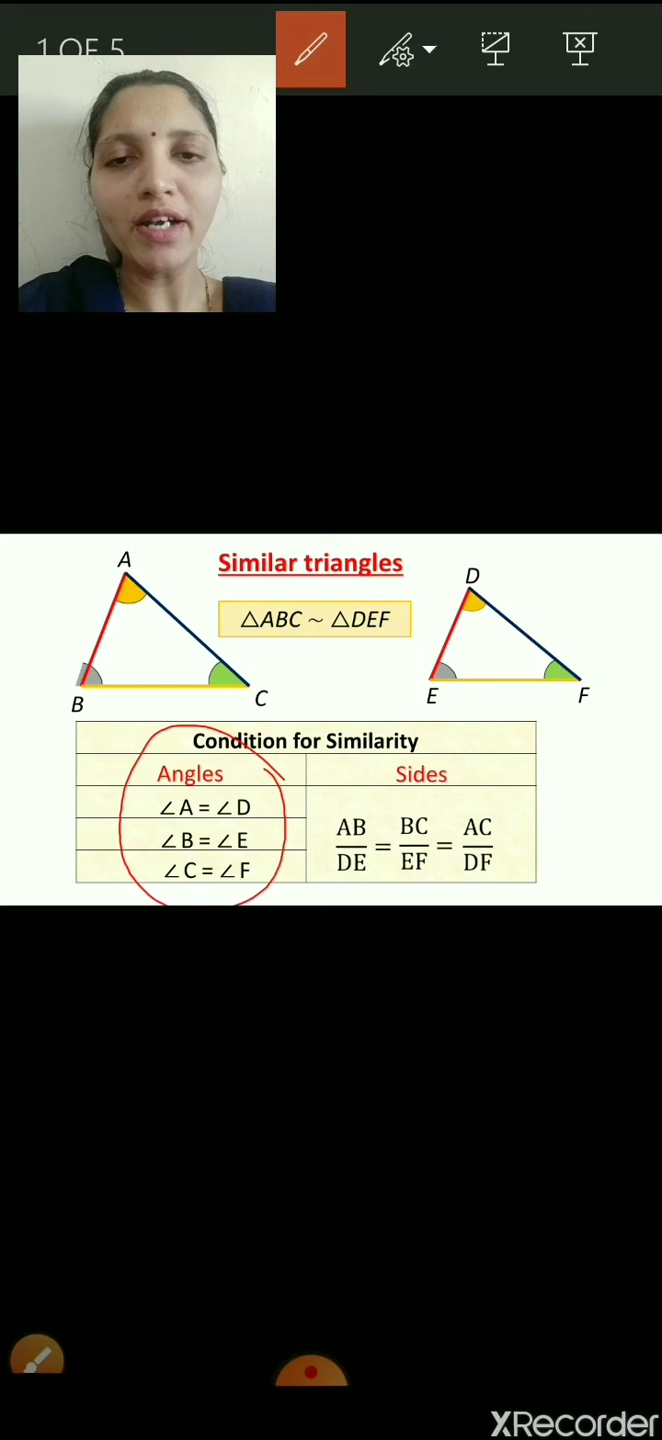 1 OF 5
A
Similar triangles
D
△ABC ~ △DEF
B
C
E
F
Condition for Similarity
Angles
Sides
∠A = ∠D
∠B = ∠E
∠C = ∠F
AB/DE = BC/EF = AC/DF
XRecorder